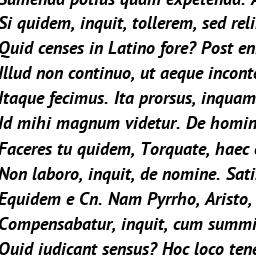 Sumenda potius quam expetenda. A
Si quidem, inquit, tollerem, sed reli
Quid censes in Latino fore? Post en
Illud non continuo, ut aeque incont
Itaque fecimus. Ita prorsus, inquam
Id mihi magnum videtur. De homin
Faceres tu quidem, Torquate, haec
Non laboro, inquit, de nomine. Sati
Equidem e Cn. Nam Pyrrho, Aristo,
Compensabatur, inquit, cum summi
Quid iudicant sensus? Hoc loco tene